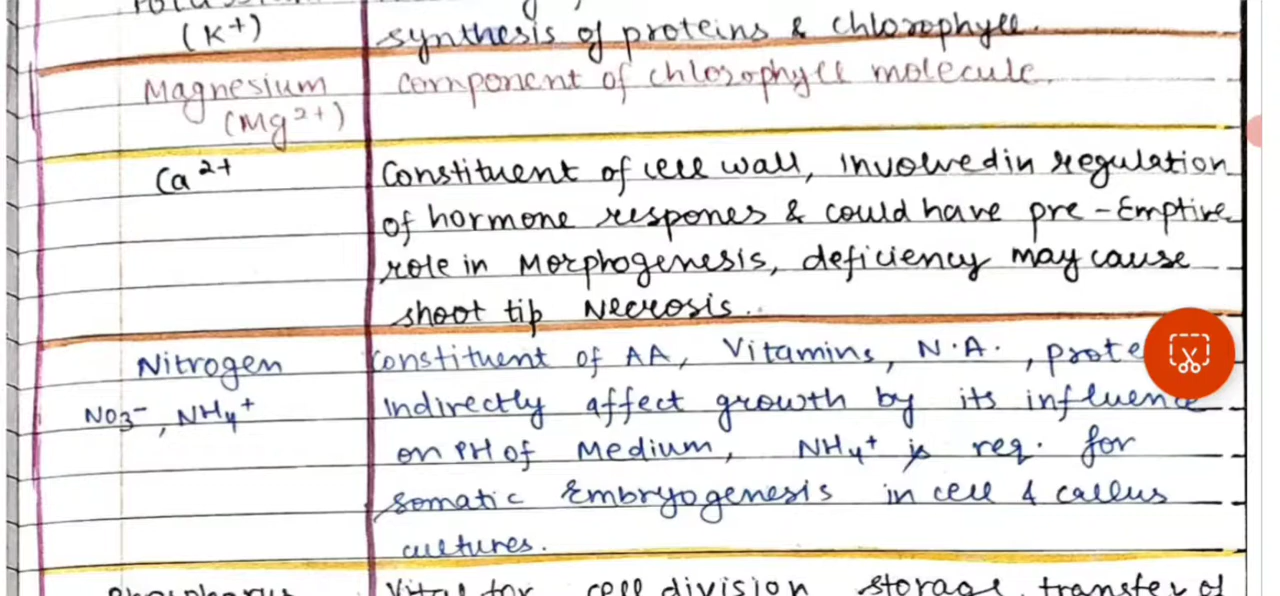 (K+) synthesis of proteins & chlorophyll.
Magnesium component of chlorophyll molecule.
(Mg2+)
Ca2+ Constituent of cell wall, involved in regulation
of hormone respones & could have pre-Emptive
role in Morphogenesis, deficiency may cause
shoot tip Necrosis..
Nitrogen Constituent of AA, Vitamins, N.A.,
NO3-, NH4+ indirectly affect growth by its
on PH of Medium, NH4+ is req. for
somatic Embryogenesis in cell & callus
cultures.
Vital for cell division storage, transfer of